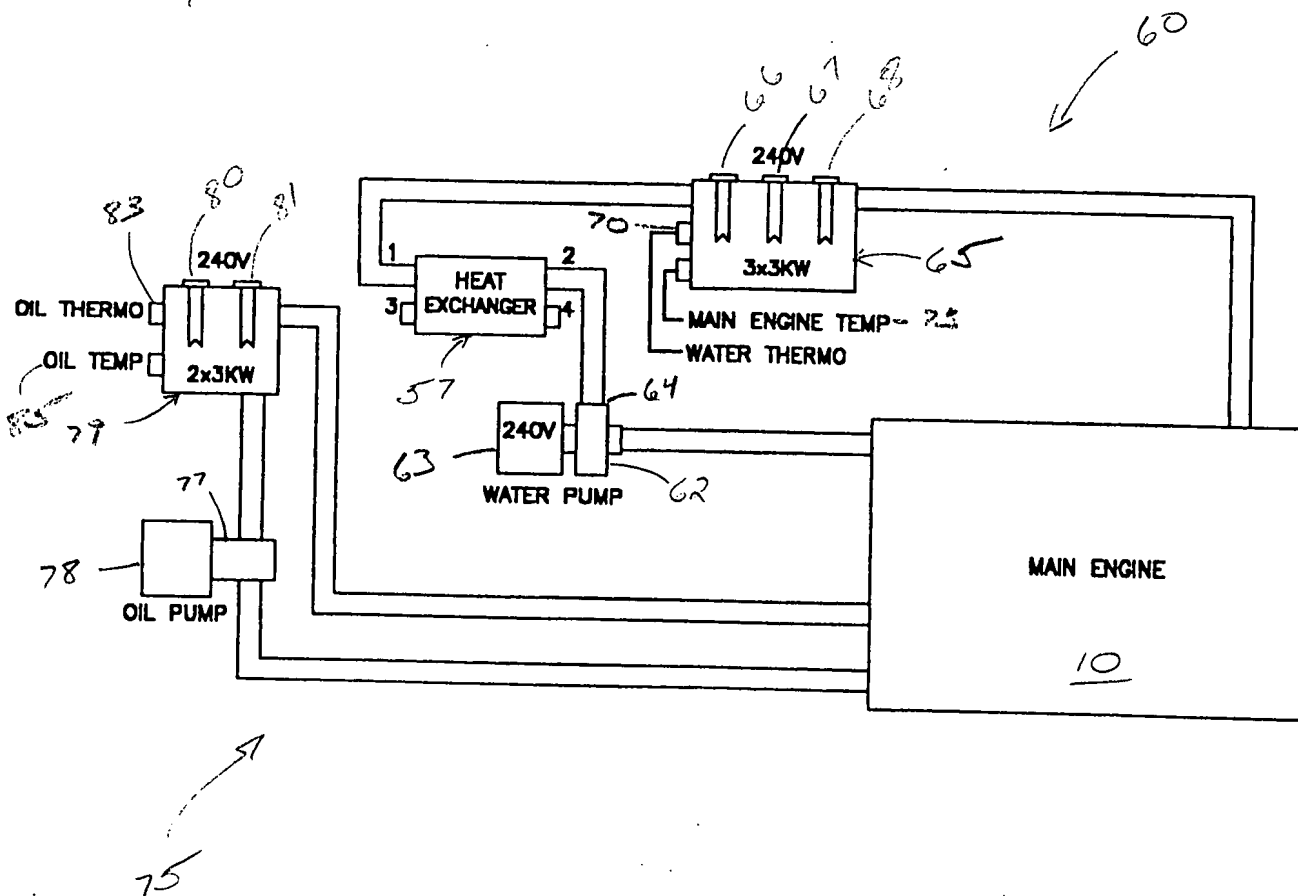 60
66 67 68
240V
80 81
83
70
1 2
65
240V
HEAT
EXCHANGER
3x3KW
OIL THERMO
3 4
MAIN ENGINE TEMP-
WATER THERMO
OIL TEMP
2x3KW
57
64
85 79
240V
63
62
WATER PUMP
77
78
MAIN ENGINE
OIL PUMP
10
75